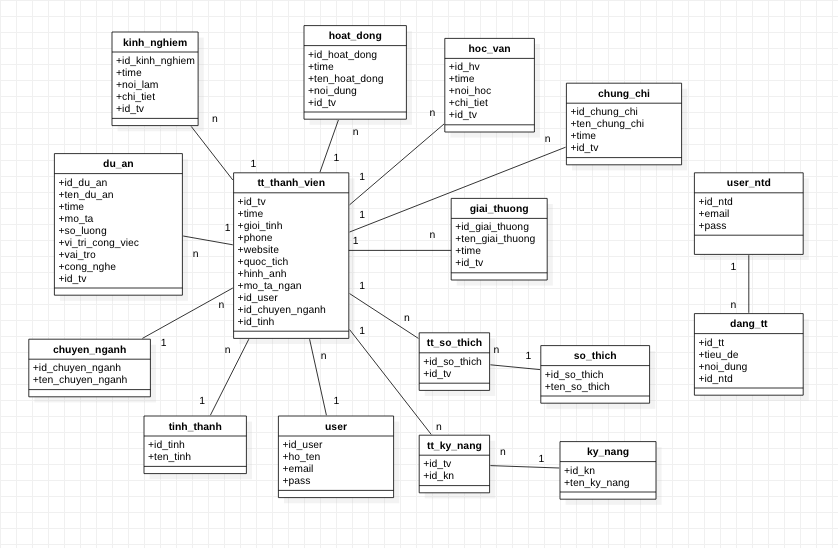 kinh_nghiem
+id_kinh_nghiem
+time
+noi_lam
+chi_tiet
+id_tv
n
1
hoat_dong
+id_hoat_dong
+time
+ten_hoat_dong
+noi_dung
+id_tv
n
1
hoc_van
+id_hv
+time
+noi_hoc
+chi_tiet
+id_tv
n
1
chung_chi
+id_chung_chi
+ten_chung_chi
+time
+id_tv
n
1
du_an
+id_du_an
+ten_du_an
+time
+mo_ta
+so_luong
+vi_tri_cong_viec
+vai_tro
+cong_nghe
+id_tv
1
n
tt_thanh_vien
+id_tv
+time
+gioi_tinh
+phone
+website
+quoc_tich
+hinh_anh
+mo_ta_ngan
+id_user
+id_chuyen_nganh
+id_tinh
giai_thuong
+id_giai_thuong
+ten_giai_thuong
+time
+id_tv
1
n
user_ntd
+id_ntd
+email
+pass
1
n
dang_tt
+id_tt
+tieu_de
+noi_dung
+id_ntd
chuyen_nganh
+id_chuyen_nganh
+ten_chuyen_nganh
n
1
tt_so_thich
+id_so_thich
+id_tv
1
n
n
1
so_thich
+id_so_thich
+ten_so_thich
tinh_thanh
+id_tinh
+ten_tinh
n
1
user
+id_user
+ho_ten
+email
+pass
n
1
tt_ky_nang
+id_tv
+id_kn
1
n
n
1
ky_nang
+id_kn
+ten_ky_nang